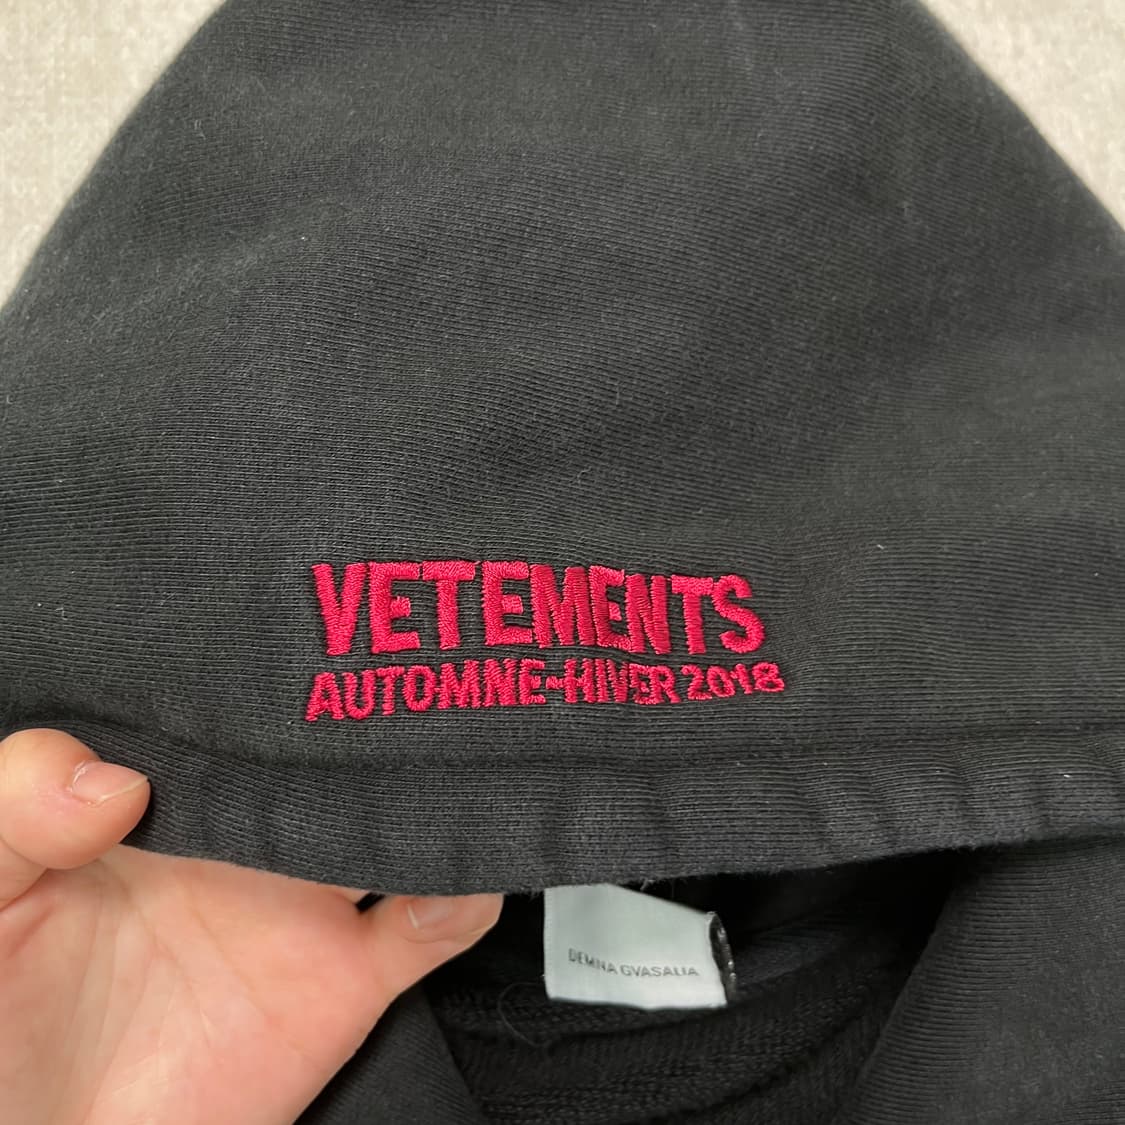 VETEMENTS
AUTOMNE-HIVER 2018
DEMNA GVASALIA